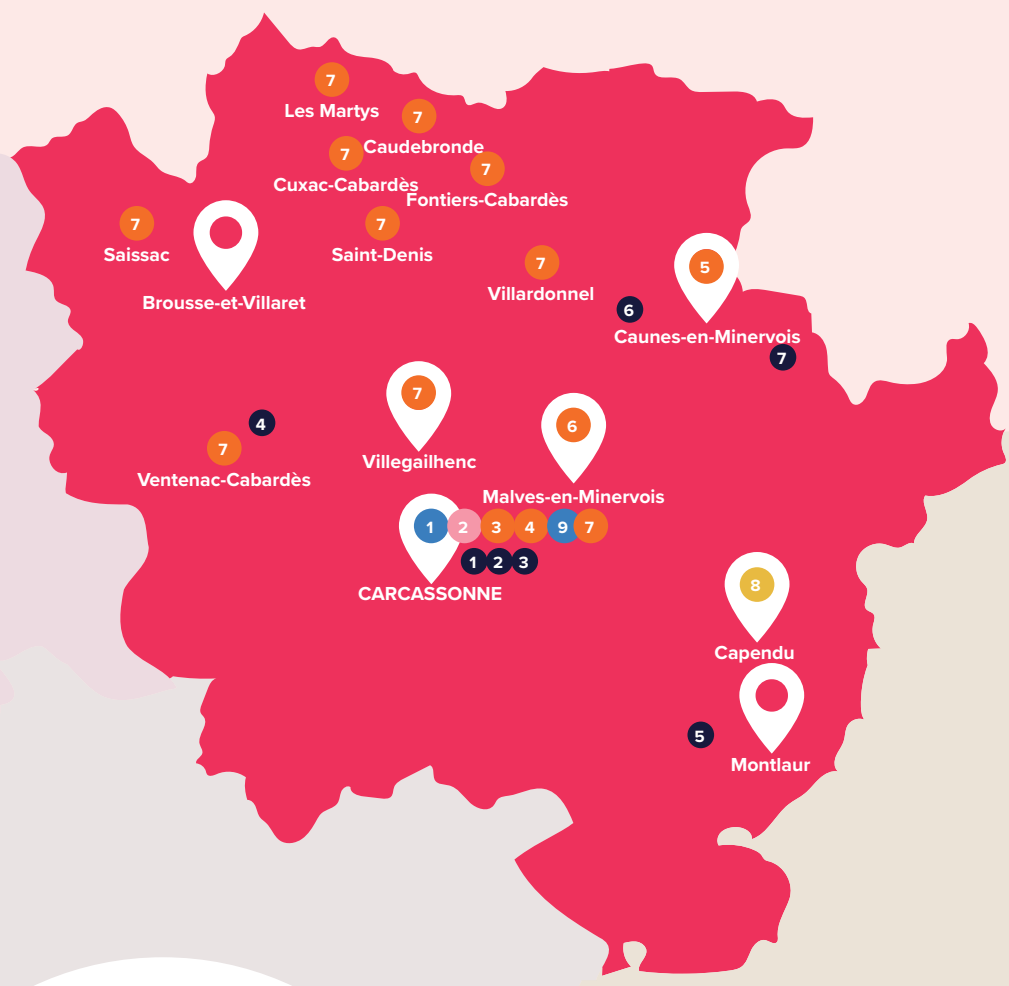 7
Les Martys
7
Caudebronde
7
Cuxac-Cabardès
7
Fontiers-Cabardès
7
Saissac
7
Saint-Denis
Brousse-et-Villaret
7
Villardonnel
5
6
Caunes-en-Minervois
7
7
Villegailhenc
4
7
Ventenac-Cabardès
6
Malves-en-Minervois
1 2 3 4 9 7
1 2 3
CARCASSONNE
8
Capendu
5
Montlaur